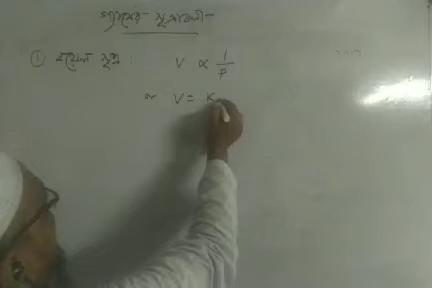 গ্যাসের সূত্রাবলী-
① বয়েল সূত্র : V ∝ 1/P
বা V = K